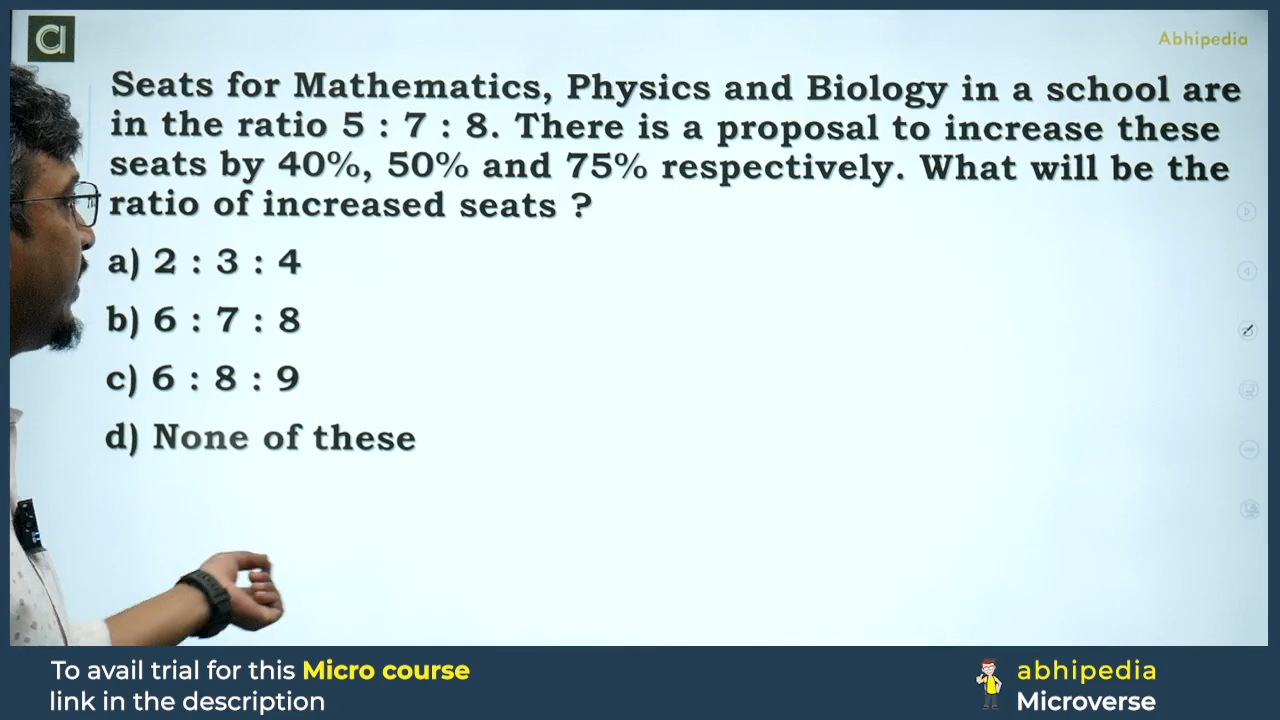 a
Abhipedia
Seats for Mathematics, Physics and Biology in a school are
in the ratio 5 : 7 : 8. There is a proposal to increase these
seats by 40%, 50% and 75% respectively. What will be the
ratio of increased seats ?
a) 2 : 3 : 4
b) 6 : 7 : 8
c) 6 : 8 : 9
d) None of these
To avail trial for this Micro course
link in the description
abhipedia
Microverse